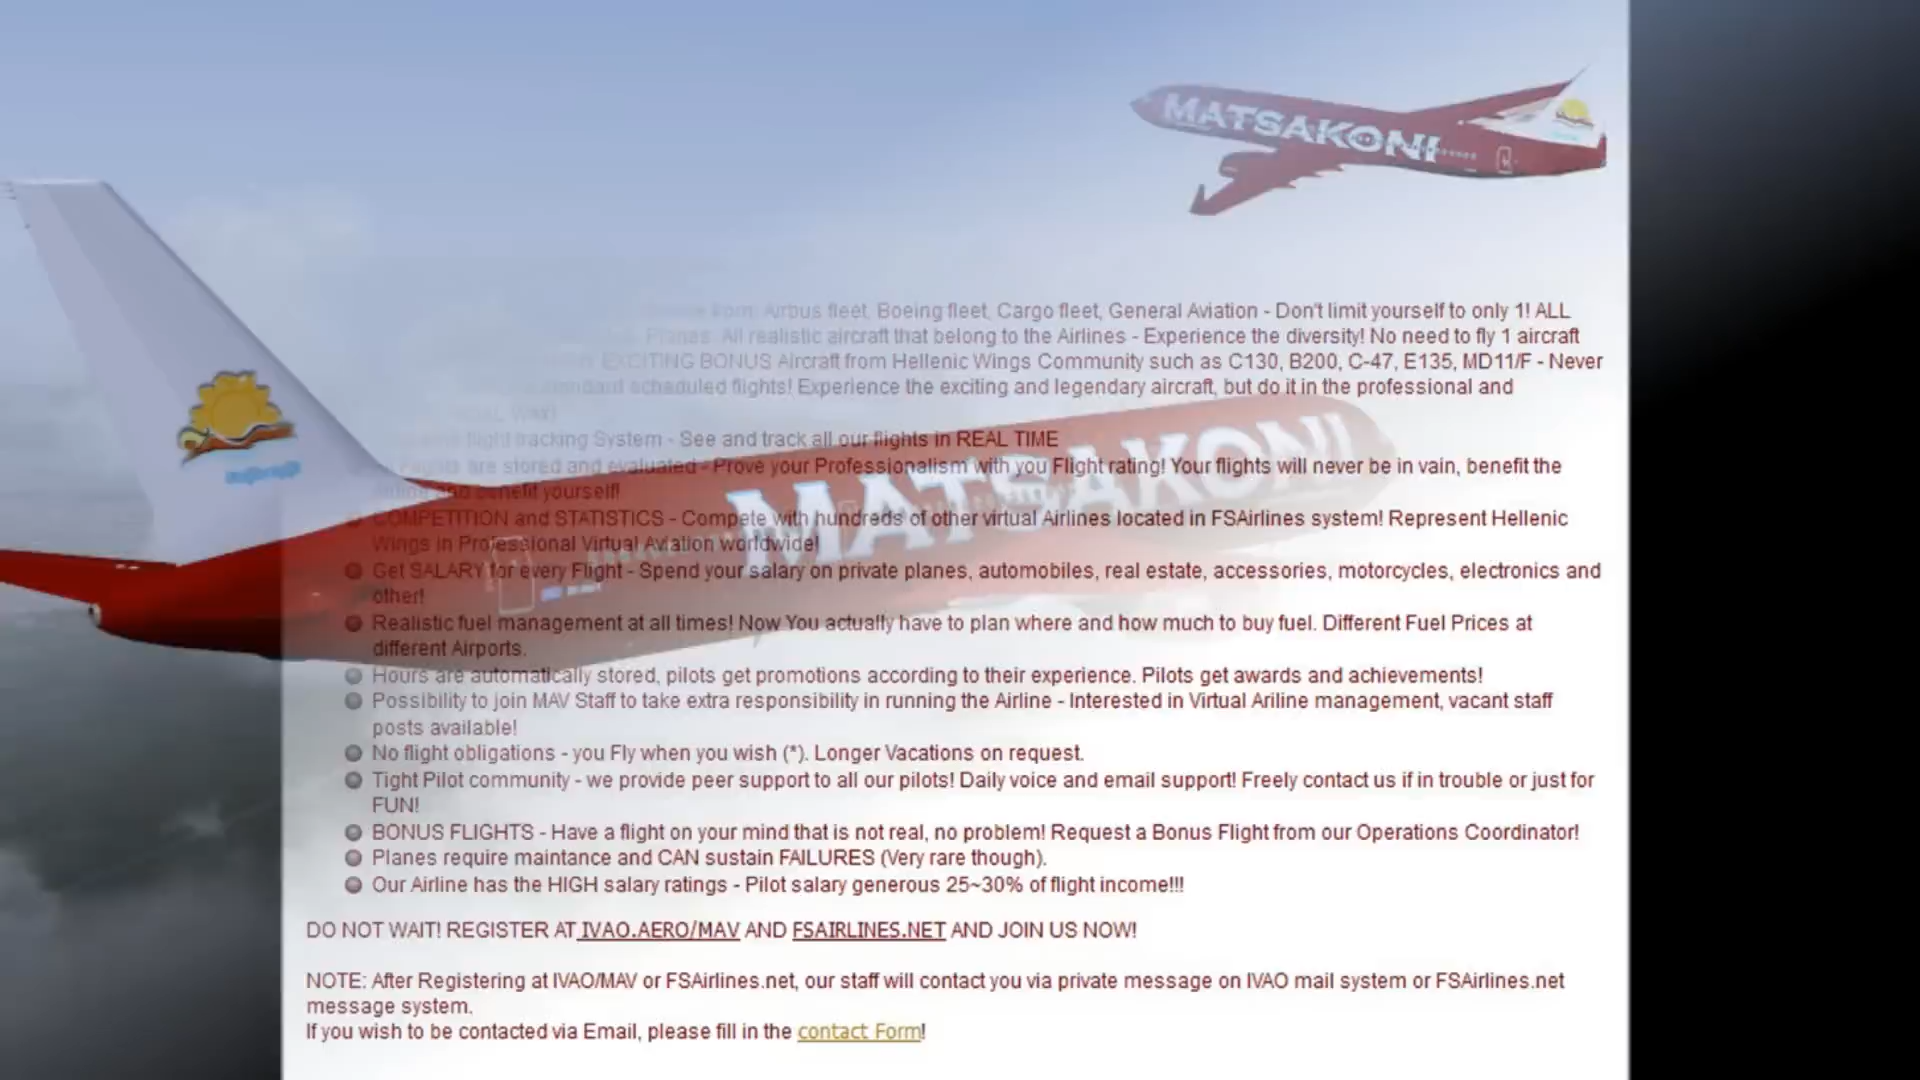 MATSAKONI
from: Airbus fleet, Boeing fleet, Cargo fleet, General Aviation - Don't limit yourself to only 1! ALL
Planes. All realistic aircraft that belong to the Airlines - Experience the diversity! No need to fly 1 aircraft
EXCITING BONUS Aircraft from Hellenic Wings Community such as C130, B200, C-47, E135, MD11/F - Never
standard scheduled flights! Experience the exciting and legendary aircraft, but do it in the professional and
WAY!
flight tracking System - See and track all our flights in REAL TIME
Flights are stored and evaluated - Prove your Professionalism with you Flight rating! Your flights will never be in vain, benefit the
and benefit yourself!
MATSAKONI
COMPETITION and STATISTICS - Compete with hundreds of other virtual Airlines located in FSAirlines system! Represent Hellenic
Wings in Professional Virtual Aviation worldwide!
Get SALARY for every Flight - Spend your salary on private planes, automobiles, real estate, accessories, motorcycles, electronics and
other!
Realistic fuel management at all times! Now You actually have to plan where and how much to buy fuel. Different Fuel Prices at
different Airports.
Hours are automatically stored, pilots get promotions according to their experience. Pilots get awards and achievements!
Possibility to join MAV Staff to take extra responsibility in running the Airline - Interested in Virtual Ariline management, vacant staff
posts available!
No flight obligations - you Fly when you wish (*). Longer Vacations on request.
Tight Pilot community - we provide peer support to all our pilots! Daily voice and email support! Freely contact us if in trouble or just for
FUN!
BONUS FLIGHTS - Have a flight on your mind that is not real, no problem! Request a Bonus Flight from our Operations Coordinator!
Planes require maintance and CAN sustain FAILURES (Very rare though).
Our Airline has the HIGH salary ratings - Pilot salary generous 25~30% of flight income!!!
DO NOT WAIT! REGISTER AT IVAO.AERO/MAV AND FSAIRLINES.NET AND JOIN US NOW!
NOTE: After Registering at IVAO/MAV or FSAirlines.net, our staff will contact you via private message on IVAO mail system or FSAirlines.net
message system.
If you wish to be contacted via Email, please fill in the contact Form!